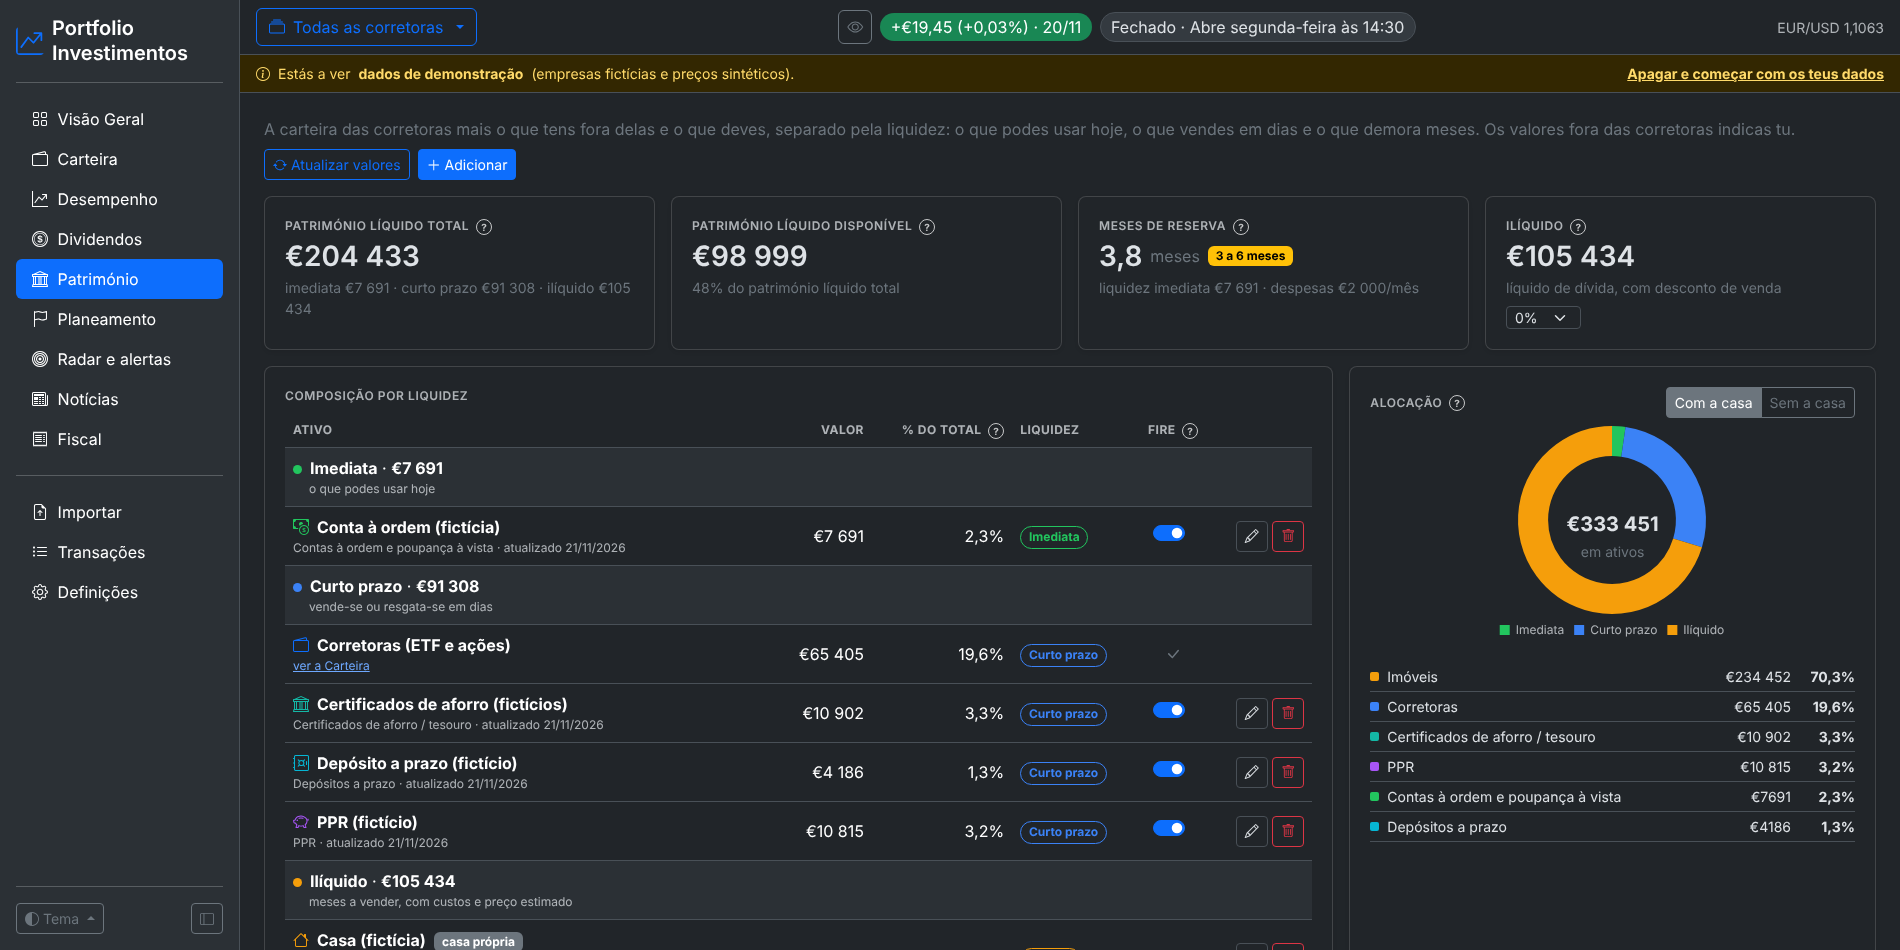 Portfolio
Investimentos
Visão Geral
Carteira
Desempenho
Dividendos
Património
Planeamento
Radar e alertas
Notícias
Fiscal
Importar
Transações
Definições
Tema
Todas as corretoras
+€19,45 (+0,03%) · 20/11
Fechado · Abre segunda-feira às 14:30
EUR/USD 1,1063
Estás a ver dados de demonstração (empresas fictícias e preços sintéticos).
Apagar e começar com os teus dados
A carteira das corretoras mais o que tens fora delas e o que deves, separado pela liquidez: o que podes usar hoje, o que vendes em dias e o que demora meses. Os valores fora das corretoras indicas tu.
Atualizar valores
+ Adicionar
PATRIMÓNIO LÍQUIDO TOTAL ?
€204 433
imediata €7 691 · curto prazo €91 308 · ilíquido €105
434
PATRIMÓNIO LÍQUIDO DISPONÍVEL ?
€98 999
48% do património líquido total
MESES DE RESERVA ?
3,8 meses 3 a 6 meses
liquidez imediata €7 691 · despesas €2 000/mês
ILÍQUIDO ?
€105 434
líquido de dívida, com desconto de venda
0%
COMPOSIÇÃO POR LIQUIDEZ
ATIVO VALOR % DO TOTAL ? LIQUIDEZ FIRE ?
Imediata · €7 691
o que podes usar hoje
Conta à ordem (fictícia) €7 691 2,3% Imediata
Contas à ordem e poupança à vista · atualizado 21/11/2026
Curto prazo · €91 308
vende-se ou resgata-se em dias
Corretoras (ETF e ações) €65 405 19,6% Curto prazo
ver a Carteira
Certificados de aforro (fictícios) €10 902 3,3% Curto prazo
Certificados de aforro / tesouro · atualizado 21/11/2026
Depósito a prazo (fictício) €4 186 1,3% Curto prazo
Depósitos a prazo · atualizado 21/11/2026
PPR (fictício) €10 815 3,2% Curto prazo
PPR · atualizado 21/11/2026
Ilíquido · €105 434
meses a vender, com custos e preço estimado
Casa (fictícia) casa própria
ALOCAÇÃO ?
Com a casa Sem a casa
€333 451
em ativos
Imediata Curto prazo Ilíquido
Imóveis €234 452 70,3%
Corretoras €65 405 19,6%
Certificados de aforro / tesouro €10 902 3,3%
PPR €10 815 3,2%
Contas à ordem e poupança à vista €7691 2,3%
Depósitos a prazo €4186 1,3%